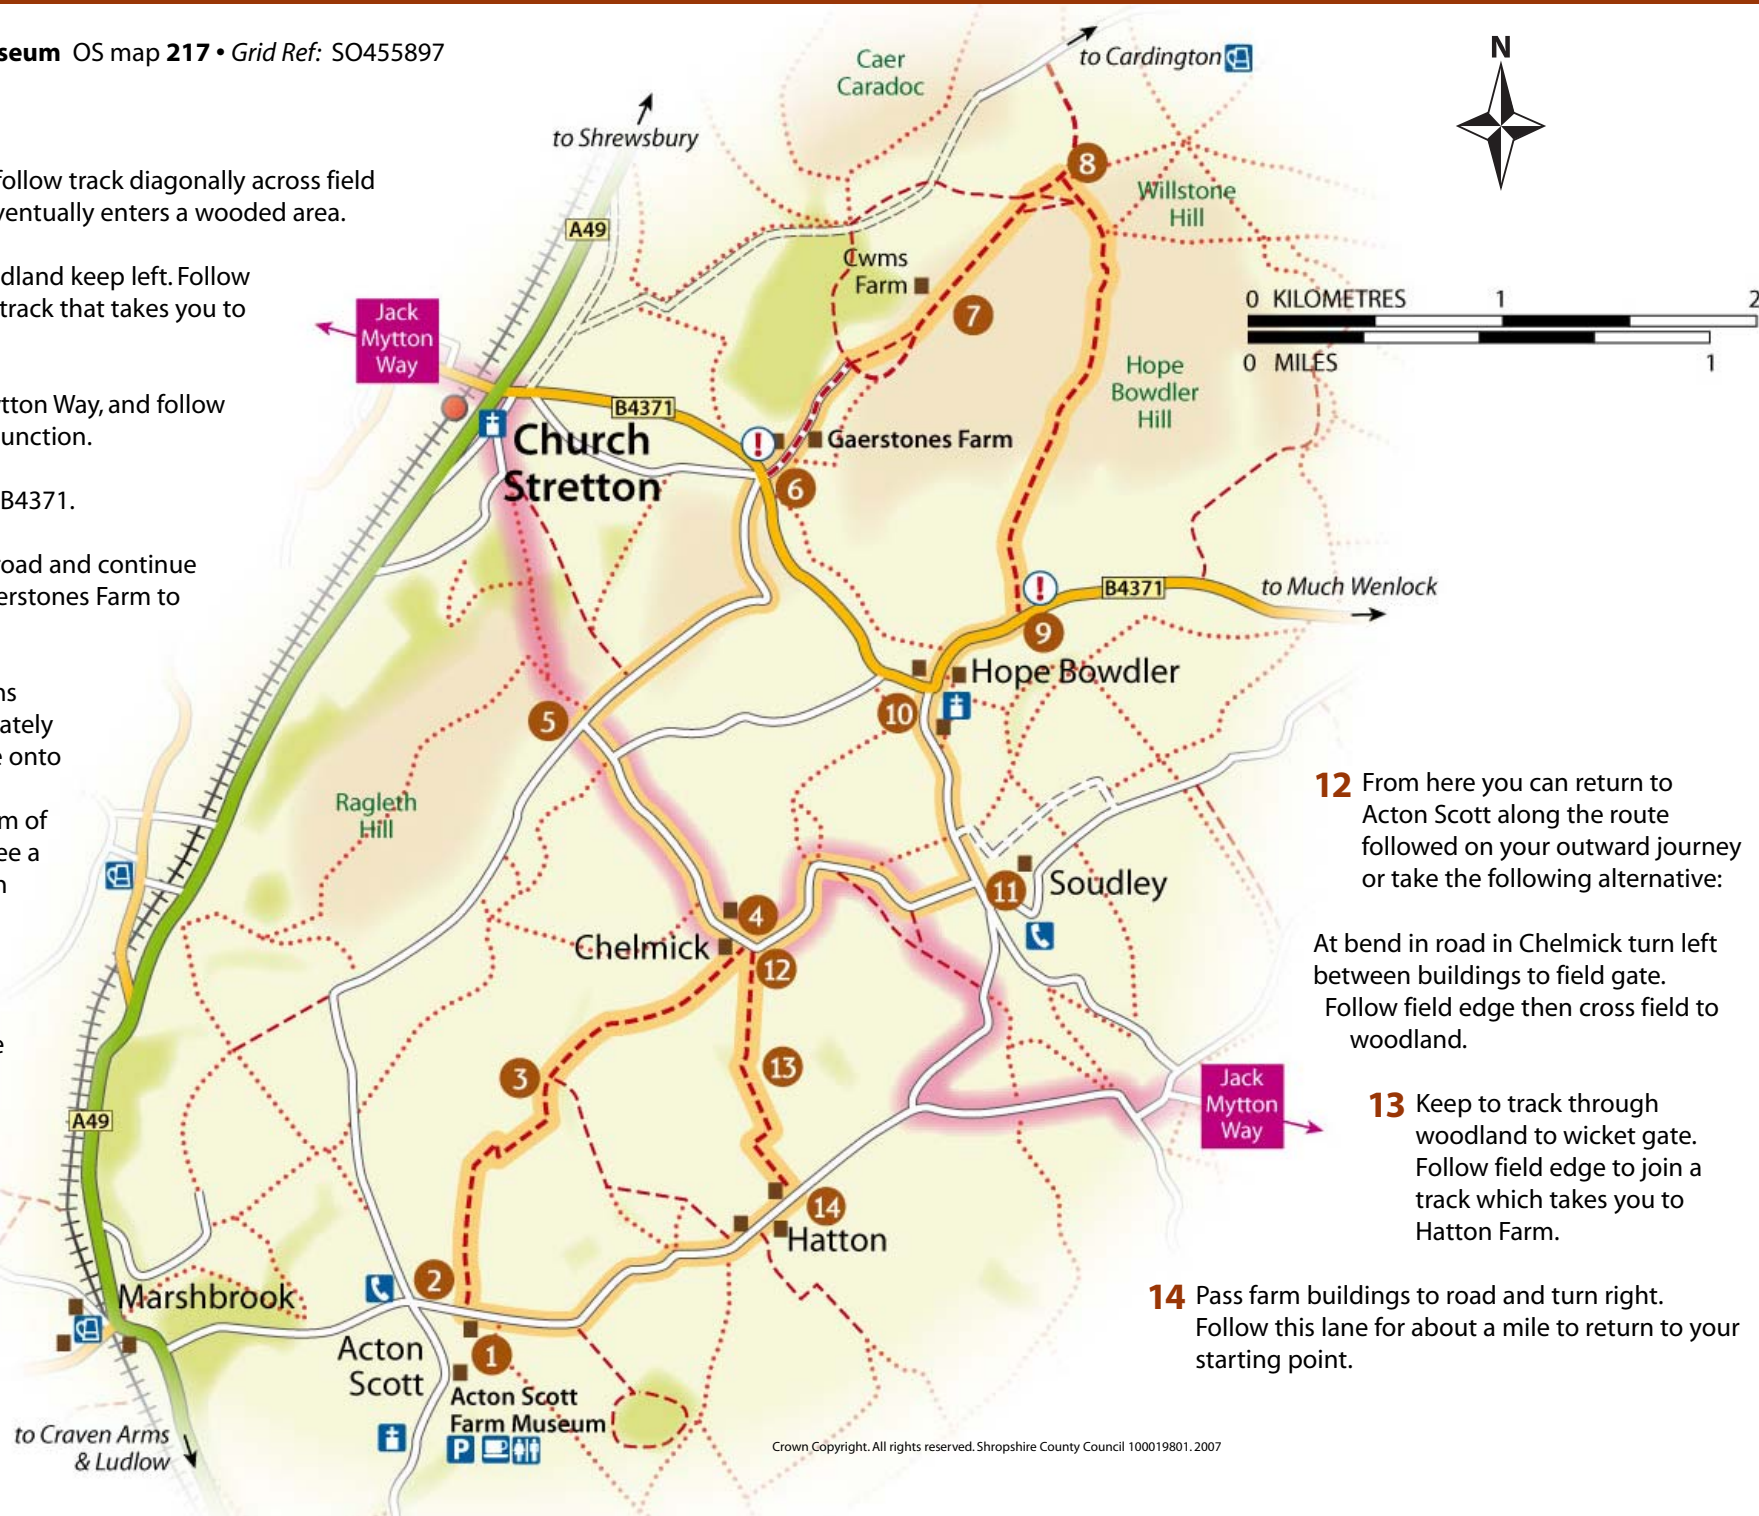 seum OS map 217 • Grid Ref: SO455897
follow track diagonally across field
ventually enters a wooded area.
dland keep left. Follow
track that takes you to
tton Way, and follow
unction.
B4371.
road and continue
erstones Farm to
ns
ately
e onto
m of
ee a
n
e
Caer
Caradoc
to Cardington
N
to Shrewsbury
8
Willstone
Hill
A49
Cwms
Farm
7
0 KILOMETRES 1 2
0 MILES 1
Jack
Mytton
Way
Hope
Bowdler
Hill
B4371
!
Gaerstones Farm
Church
Stretton
6
!
B4371
to Much Wenlock
9
Hope Bowdler
10
5
Ragleth
Hill
11
Soudley
4
Chelmick
12
3
13
Jack
Mytton
Way
A49
14
Hatton
2
Marshbrook
1
Acton
Scott
Acton Scott
Farm Museum
P
to Craven Arms
& Ludlow
12 From here you can return to
Acton Scott along the route
followed on your outward journey
or take the following alternative:
At bend in road in Chelmick turn left
between buildings to field gate.
Follow field edge then cross field to
woodland.
13 Keep to track through
woodland to wicket gate.
Follow field edge to join a
track which takes you to
Hatton Farm.
14 Pass farm buildings to road and turn right.
Follow this lane for about a mile to return to your
starting point.
Crown Copyright. All rights reserved. Shropshire County Council 100019801. 2007